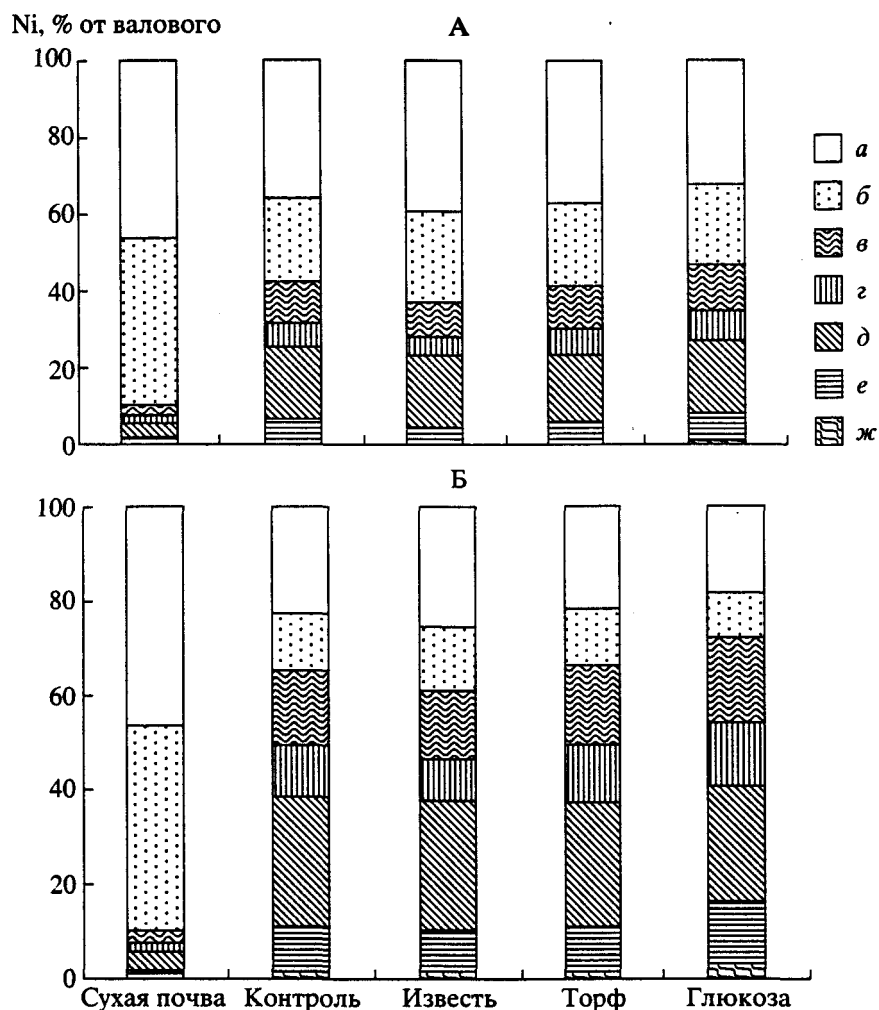 Ni, % от валового
А
100
80
60
40
20
0
а
б
в
г
д
е
ж
Б
100
80
60
40
20
0
Сухая почва Контроль Известь Торф Глюкоза